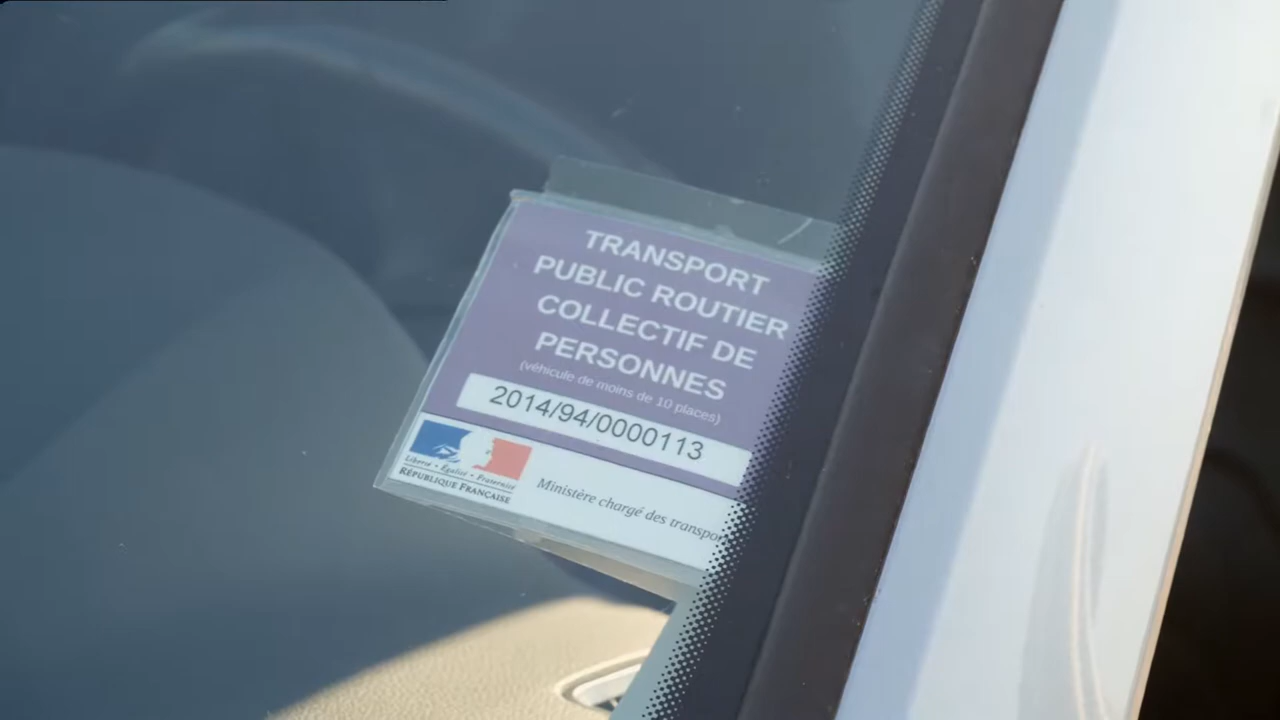 TRANSPORT
PUBLIC ROUTIER
COLLECTIF DE
PERSONNES
(véhicule de moins de 10 places)
2014/94/0000113
Liberté • Égalité • Fraternité
RÉPUBLIQUE FRANÇAISE
Ministère chargé des transpor